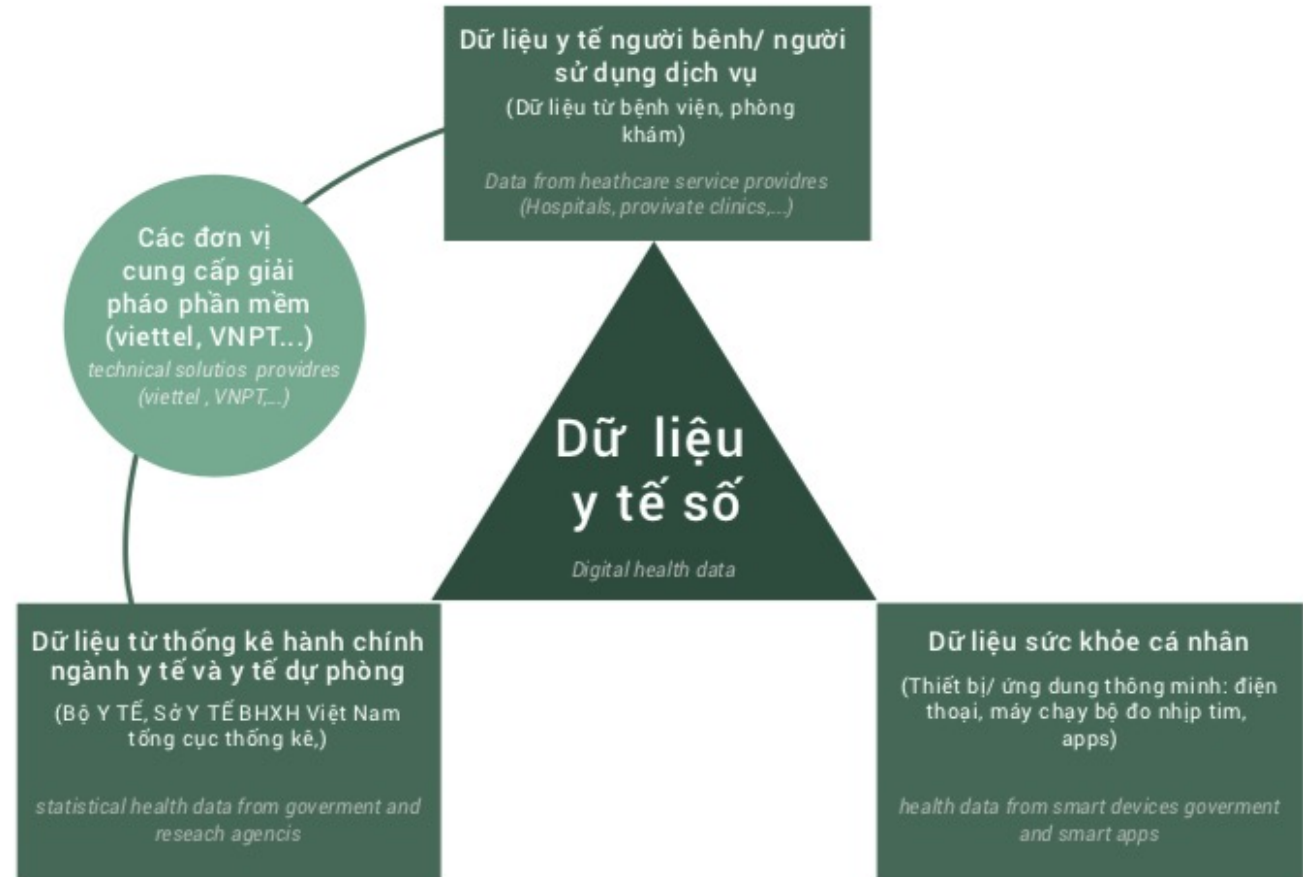 Dữ liệu y tế người bênh/ người
sử dụng dịch vụ
(Dữ liệu từ bệnh viện, phòng
khám)
Data from heathcare service providres
(Hospitals, provivate clinics,...)
Các đơn vị
cung cấp giải
pháo phần mềm
(viettel, VNPT...)
technical solutios providres
(viettel , VNPT,...)
Dữ liệu
y tế số
Digital health data
Dữ liệu từ thống kê hành chính
ngành y tế và y tế dự phòng
(Bộ Y TẾ, Sở Y TẾ BHXH Việt Nam
tổng cục thống kê,)
statistical health data from goverment and
reseach agencis
Dữ liệu sức khỏe cá nhân
(Thiết bị/ ứng dung thông minh: điện
thoại, máy chạy bộ đo nhịp tim,
apps)
health data from smart devices goverment
and smart apps